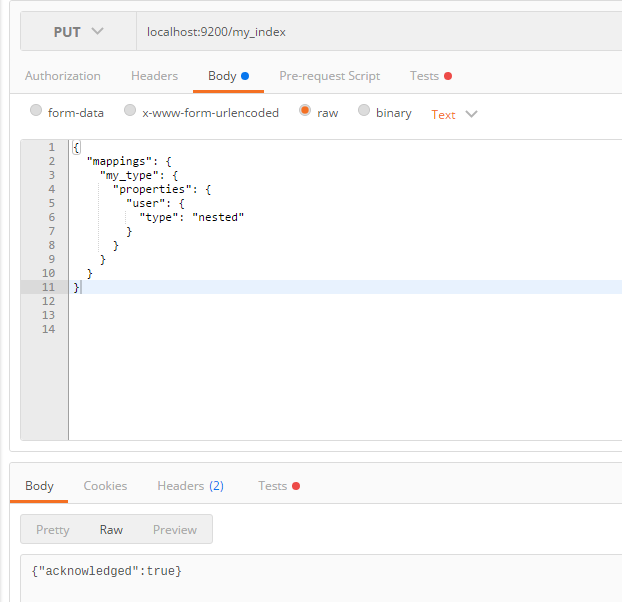 PUT localhost:9200/my_index
Authorization Headers Body Pre-request Script Tests
form-data x-www-form-urlencoded raw binary Text
1 {
2 "mappings": {
3 "my_type": {
4 "properties": {
5 "user": {
6 "type": "nested"
7 }
8 }
9 }
10 }
11 }
12
13
14
Body Cookies Headers (2) Tests
Pretty Raw Preview
{"acknowledged":true}